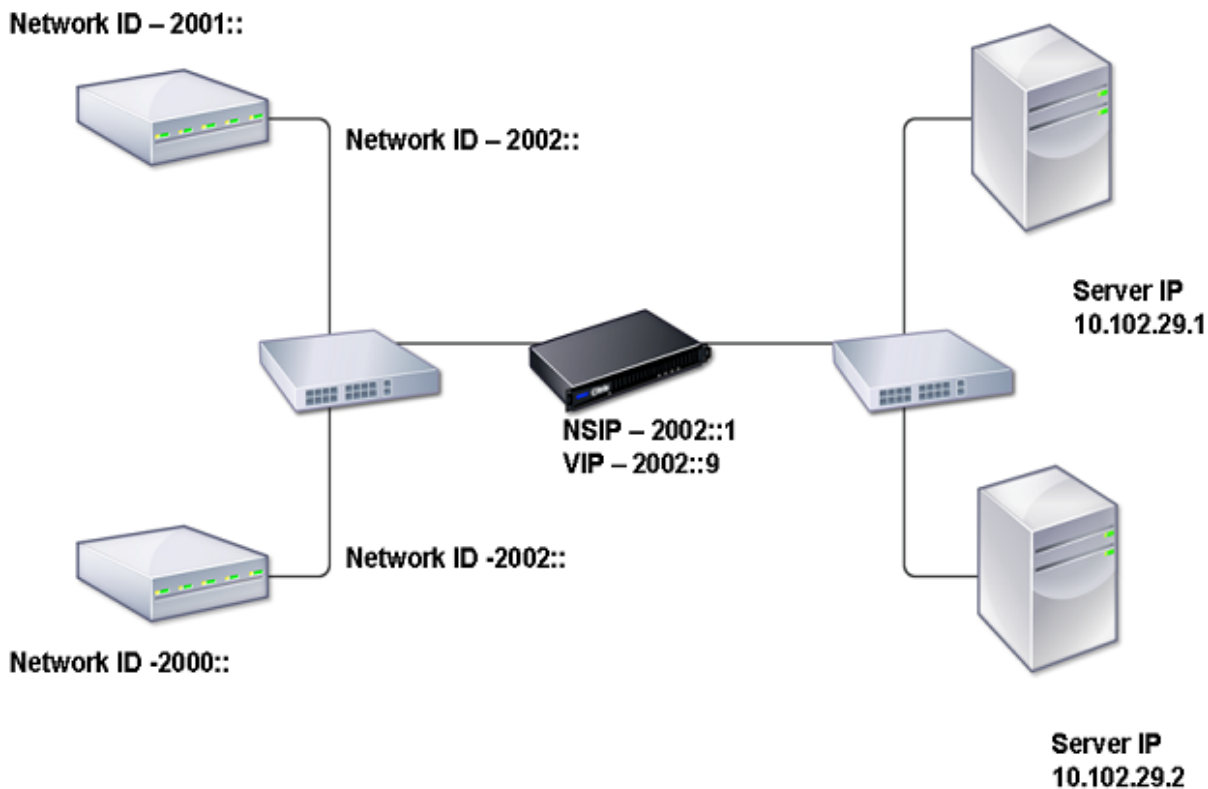 Network ID – 2001::
Network ID – 2002::
Server IP
10.102.29.1
Citrix
NSIP – 2002::1
VIP – 2002::9
Network ID -2002::
Network ID -2000::
Server IP
10.102.29.2